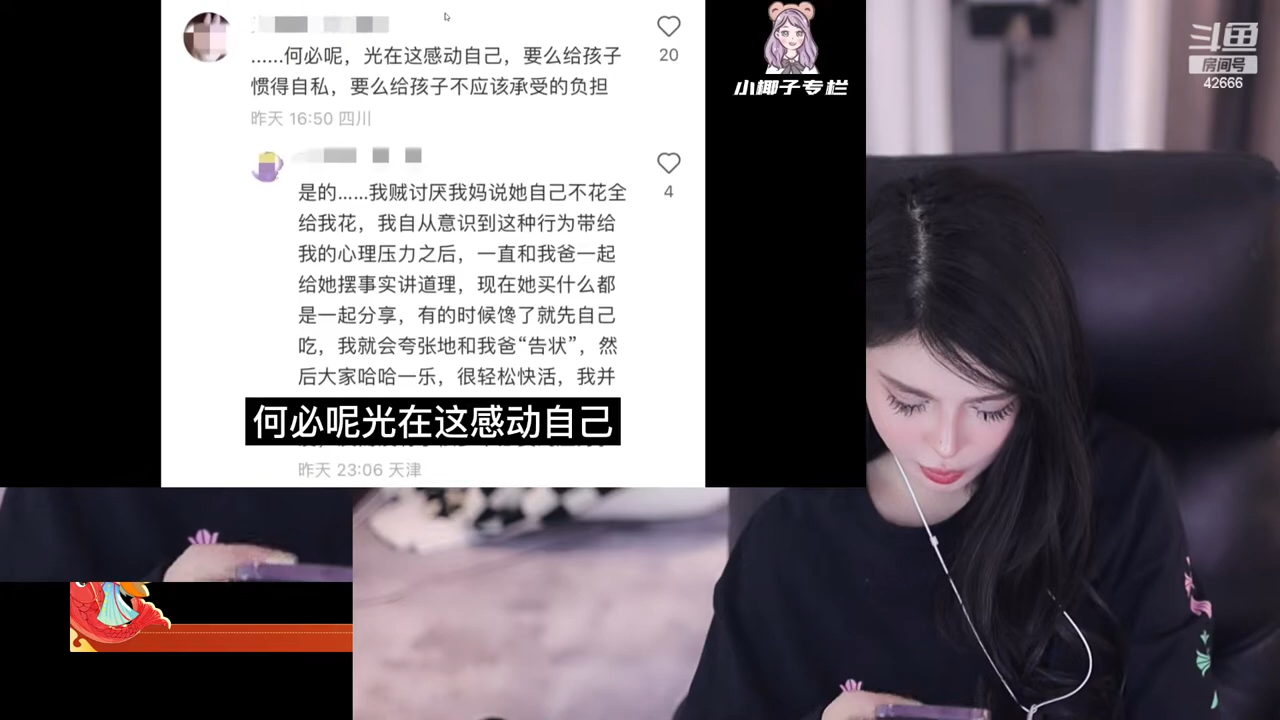 ……何必呢，光在这感动自己，要么给孩子
惯得自私，要么给孩子不应该承受的负担
昨天 16:50 四川
20
是的……我贼讨厌我妈说她自己不花全
给我花，我自从意识到这种行为带给
我的心理压力之后，一直和我爸一起
给她摆事实讲道理，现在她买什么都
是一起分享，有的时候馋了就先自己
吃，我就会夸张地和我爸“告状”，然
后大家哈哈一乐，很轻松快活，我并
4
何必呢光在这感动自己
昨天 23:06 天津
小椰子专栏
斗鱼
房间号
42666